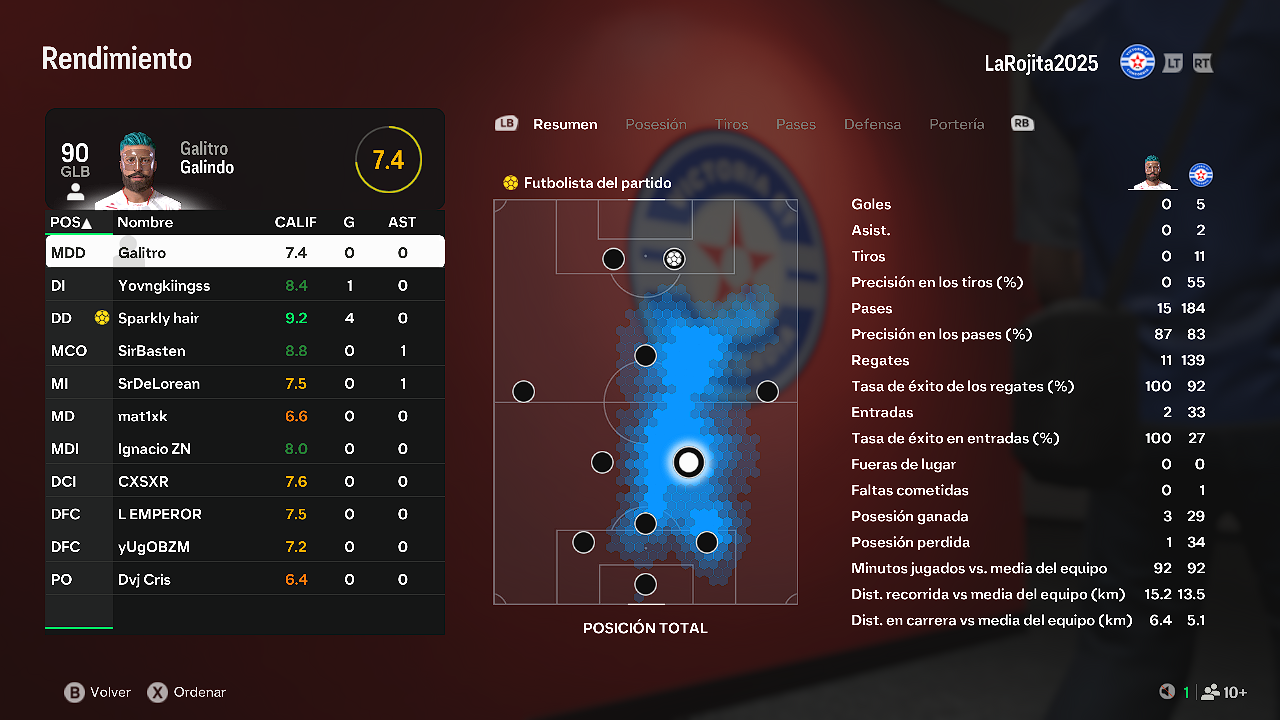 Rendimiento
LaRojita2025
LT RT
90
GLB
Galitro
Galindo
7.4
POS▲ Nombre CALIF G AST
MDD Galitro 7.4 0 0
DI Yovngkiingss 8.4 1 0
DD Sparkly hair 9.2 4 0
MCO SirBasten 8.8 0 1
MI SrDeLorean 7.5 0 1
MD mat1xk 6.6 0 0
MDI Ignacio ZN 8.0 0 0
DCI CXSXR 7.6 0 0
DFC L EMPEROR 7.5 0 0
DFC yUgOBZM 7.2 0 0
PO Dvj Cris 6.4 0 0
LB Resumen Posesión Tiros Pases Defensa Portería RB
Futbolista del partido
POSICIÓN TOTAL
Goles 0 5
Asist. 0 2
Tiros 0 11
Precisión en los tiros (%) 0 55
Pases 15 184
Precisión en los pases (%) 87 83
Regates 11 139
Tasa de éxito de los regates (%) 100 92
Entradas 2 33
Tasa de éxito en entradas (%) 100 27
Fueras de lugar 0 0
Faltas cometidas 0 1
Posesión ganada 3 29
Posesión perdida 1 34
Minutos jugados vs. media del equipo 92 92
Dist. recorrida vs media del equipo (km) 15.2 13.5
Dist. en carrera vs media del equipo (km) 6.4 5.1
B Volver X Ordenar
1 10+